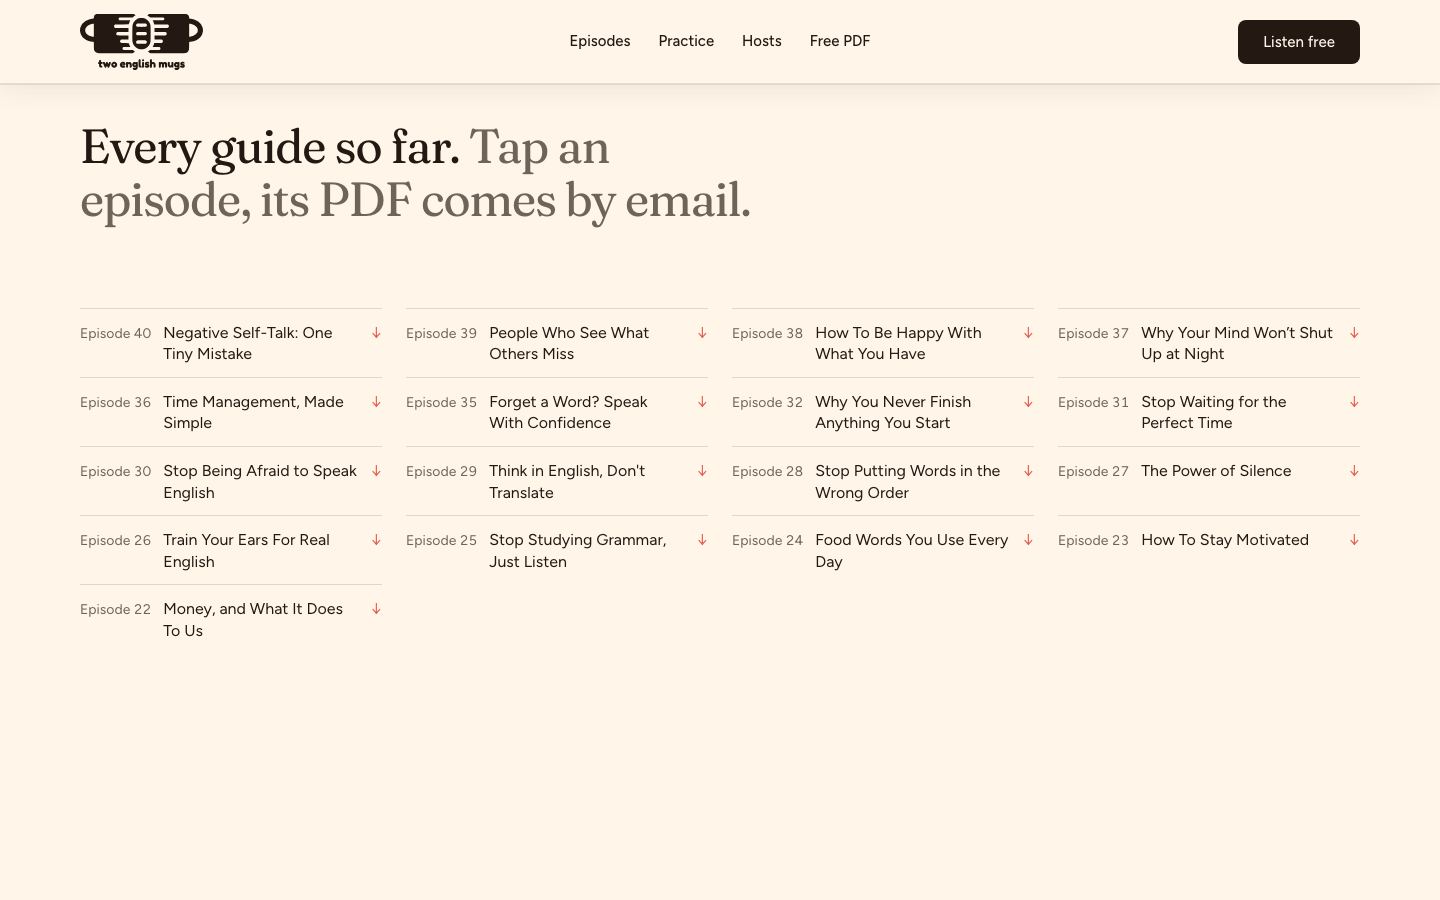 two english mugs
Episodes Practice Hosts Free PDF
Listen free
Every guide so far. Tap an
episode, its PDF comes by email.
Episode 40 Negative Self-Talk: One
Tiny Mistake
Episode 39 People Who See What
Others Miss
Episode 38 How To Be Happy With
What You Have
Episode 37 Why Your Mind Won’t Shut
Up at Night
Episode 36 Time Management, Made
Simple
Episode 35 Forget a Word? Speak
With Confidence
Episode 32 Why You Never Finish
Anything You Start
Episode 31 Stop Waiting for the
Perfect Time
Episode 30 Stop Being Afraid to Speak
English
Episode 29 Think in English, Don't
Translate
Episode 28 Stop Putting Words in the
Wrong Order
Episode 27 The Power of Silence
Episode 26 Train Your Ears For Real
English
Episode 25 Stop Studying Grammar,
Just Listen
Episode 24 Food Words You Use Every
Day
Episode 23 How To Stay Motivated
Episode 22 Money, and What It Does
To Us